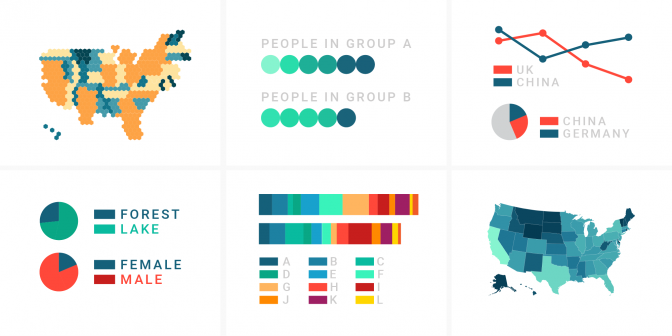 PEOPLE IN GROUP A
PEOPLE IN GROUP B
UK
CHINA
CHINA
GERMANY
FOREST
LAKE
FEMALE
MALE
A B C
D E F
G H I
J K L